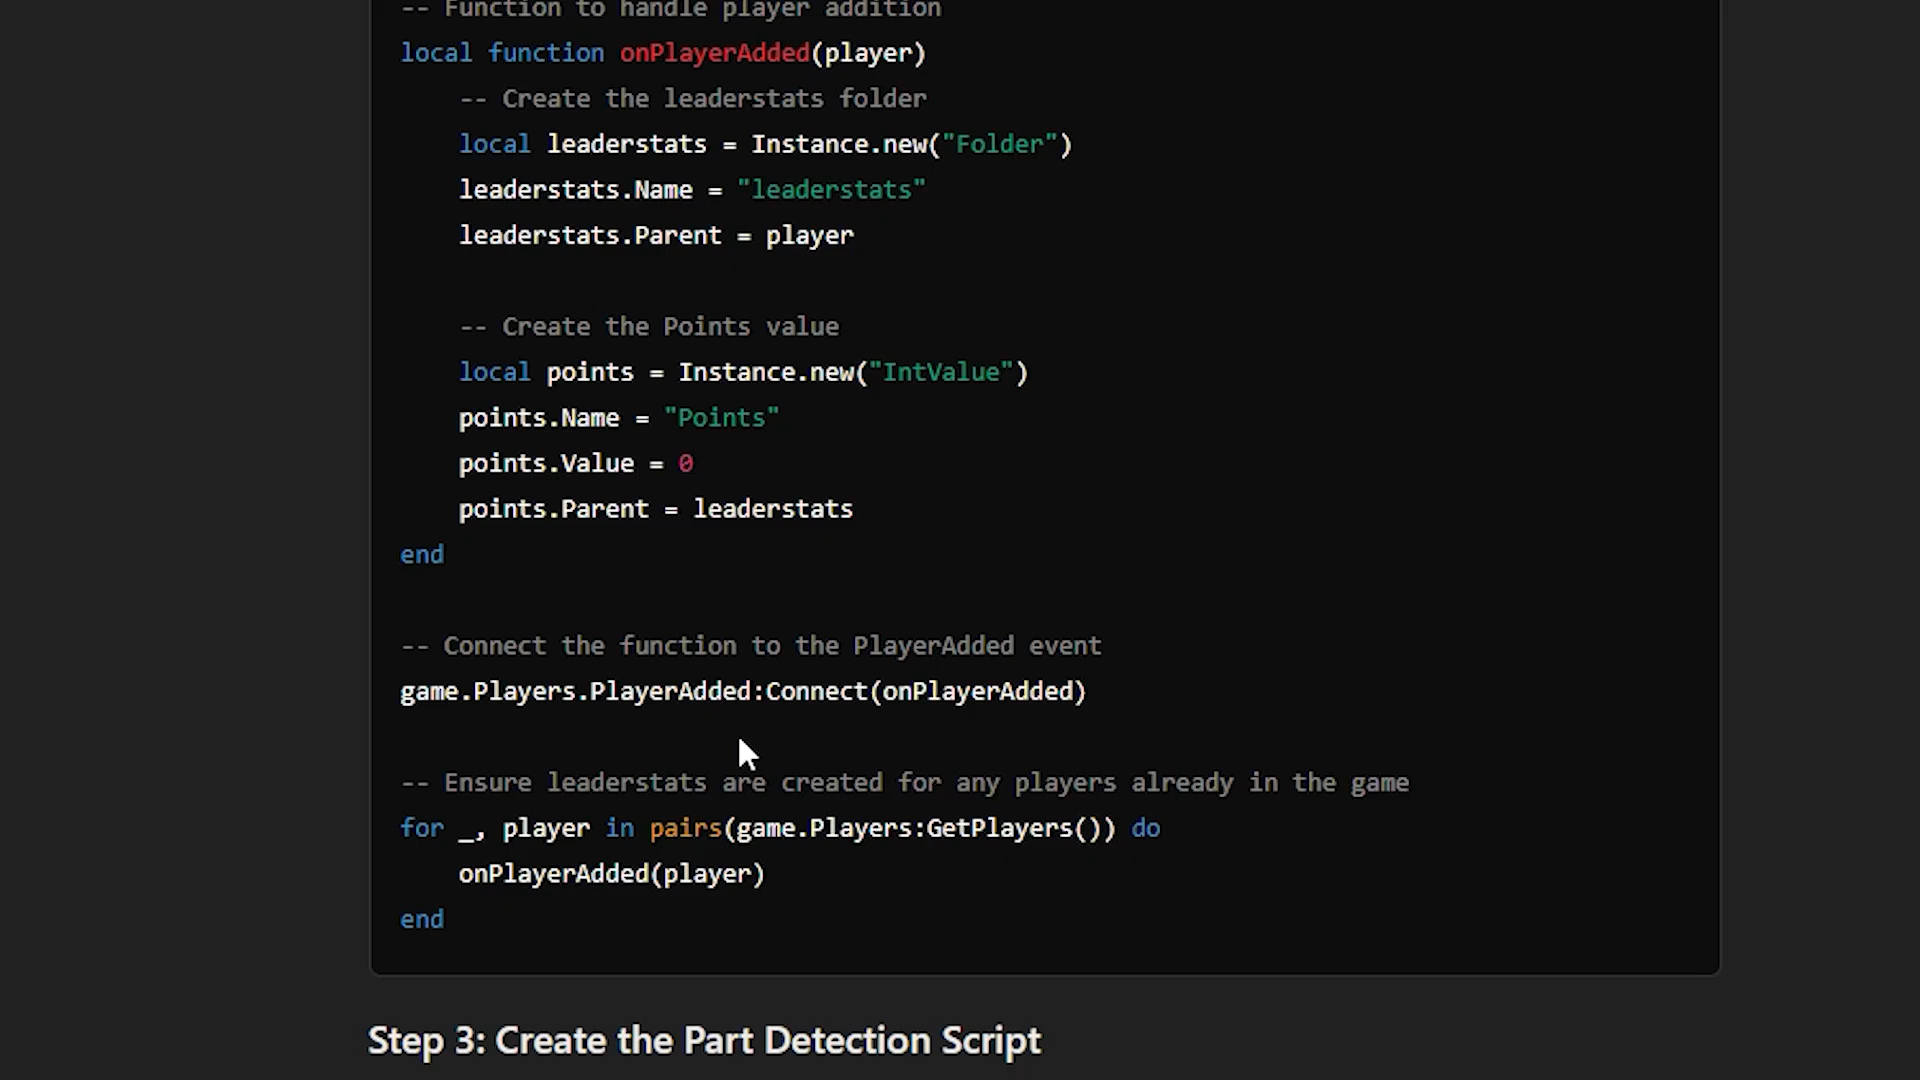 -- Function to handle player addition
local function onPlayerAdded(player)
    -- Create the leaderstats folder
    local leaderstats = Instance.new("Folder")
    leaderstats.Name = "leaderstats"
    leaderstats.Parent = player
    -- Create the Points value
    local points = Instance.new("IntValue")
    points.Name = "Points"
    points.Value = 0
    points.Parent = leaderstats
end
-- Connect the function to the PlayerAdded event
game.Players.PlayerAdded:Connect(onPlayerAdded)
-- Ensure leaderstats are created for any players already in the game
for _, player in pairs(game.Players:GetPlayers()) do
    onPlayerAdded(player)
end
Step 3: Create the Part Detection Script